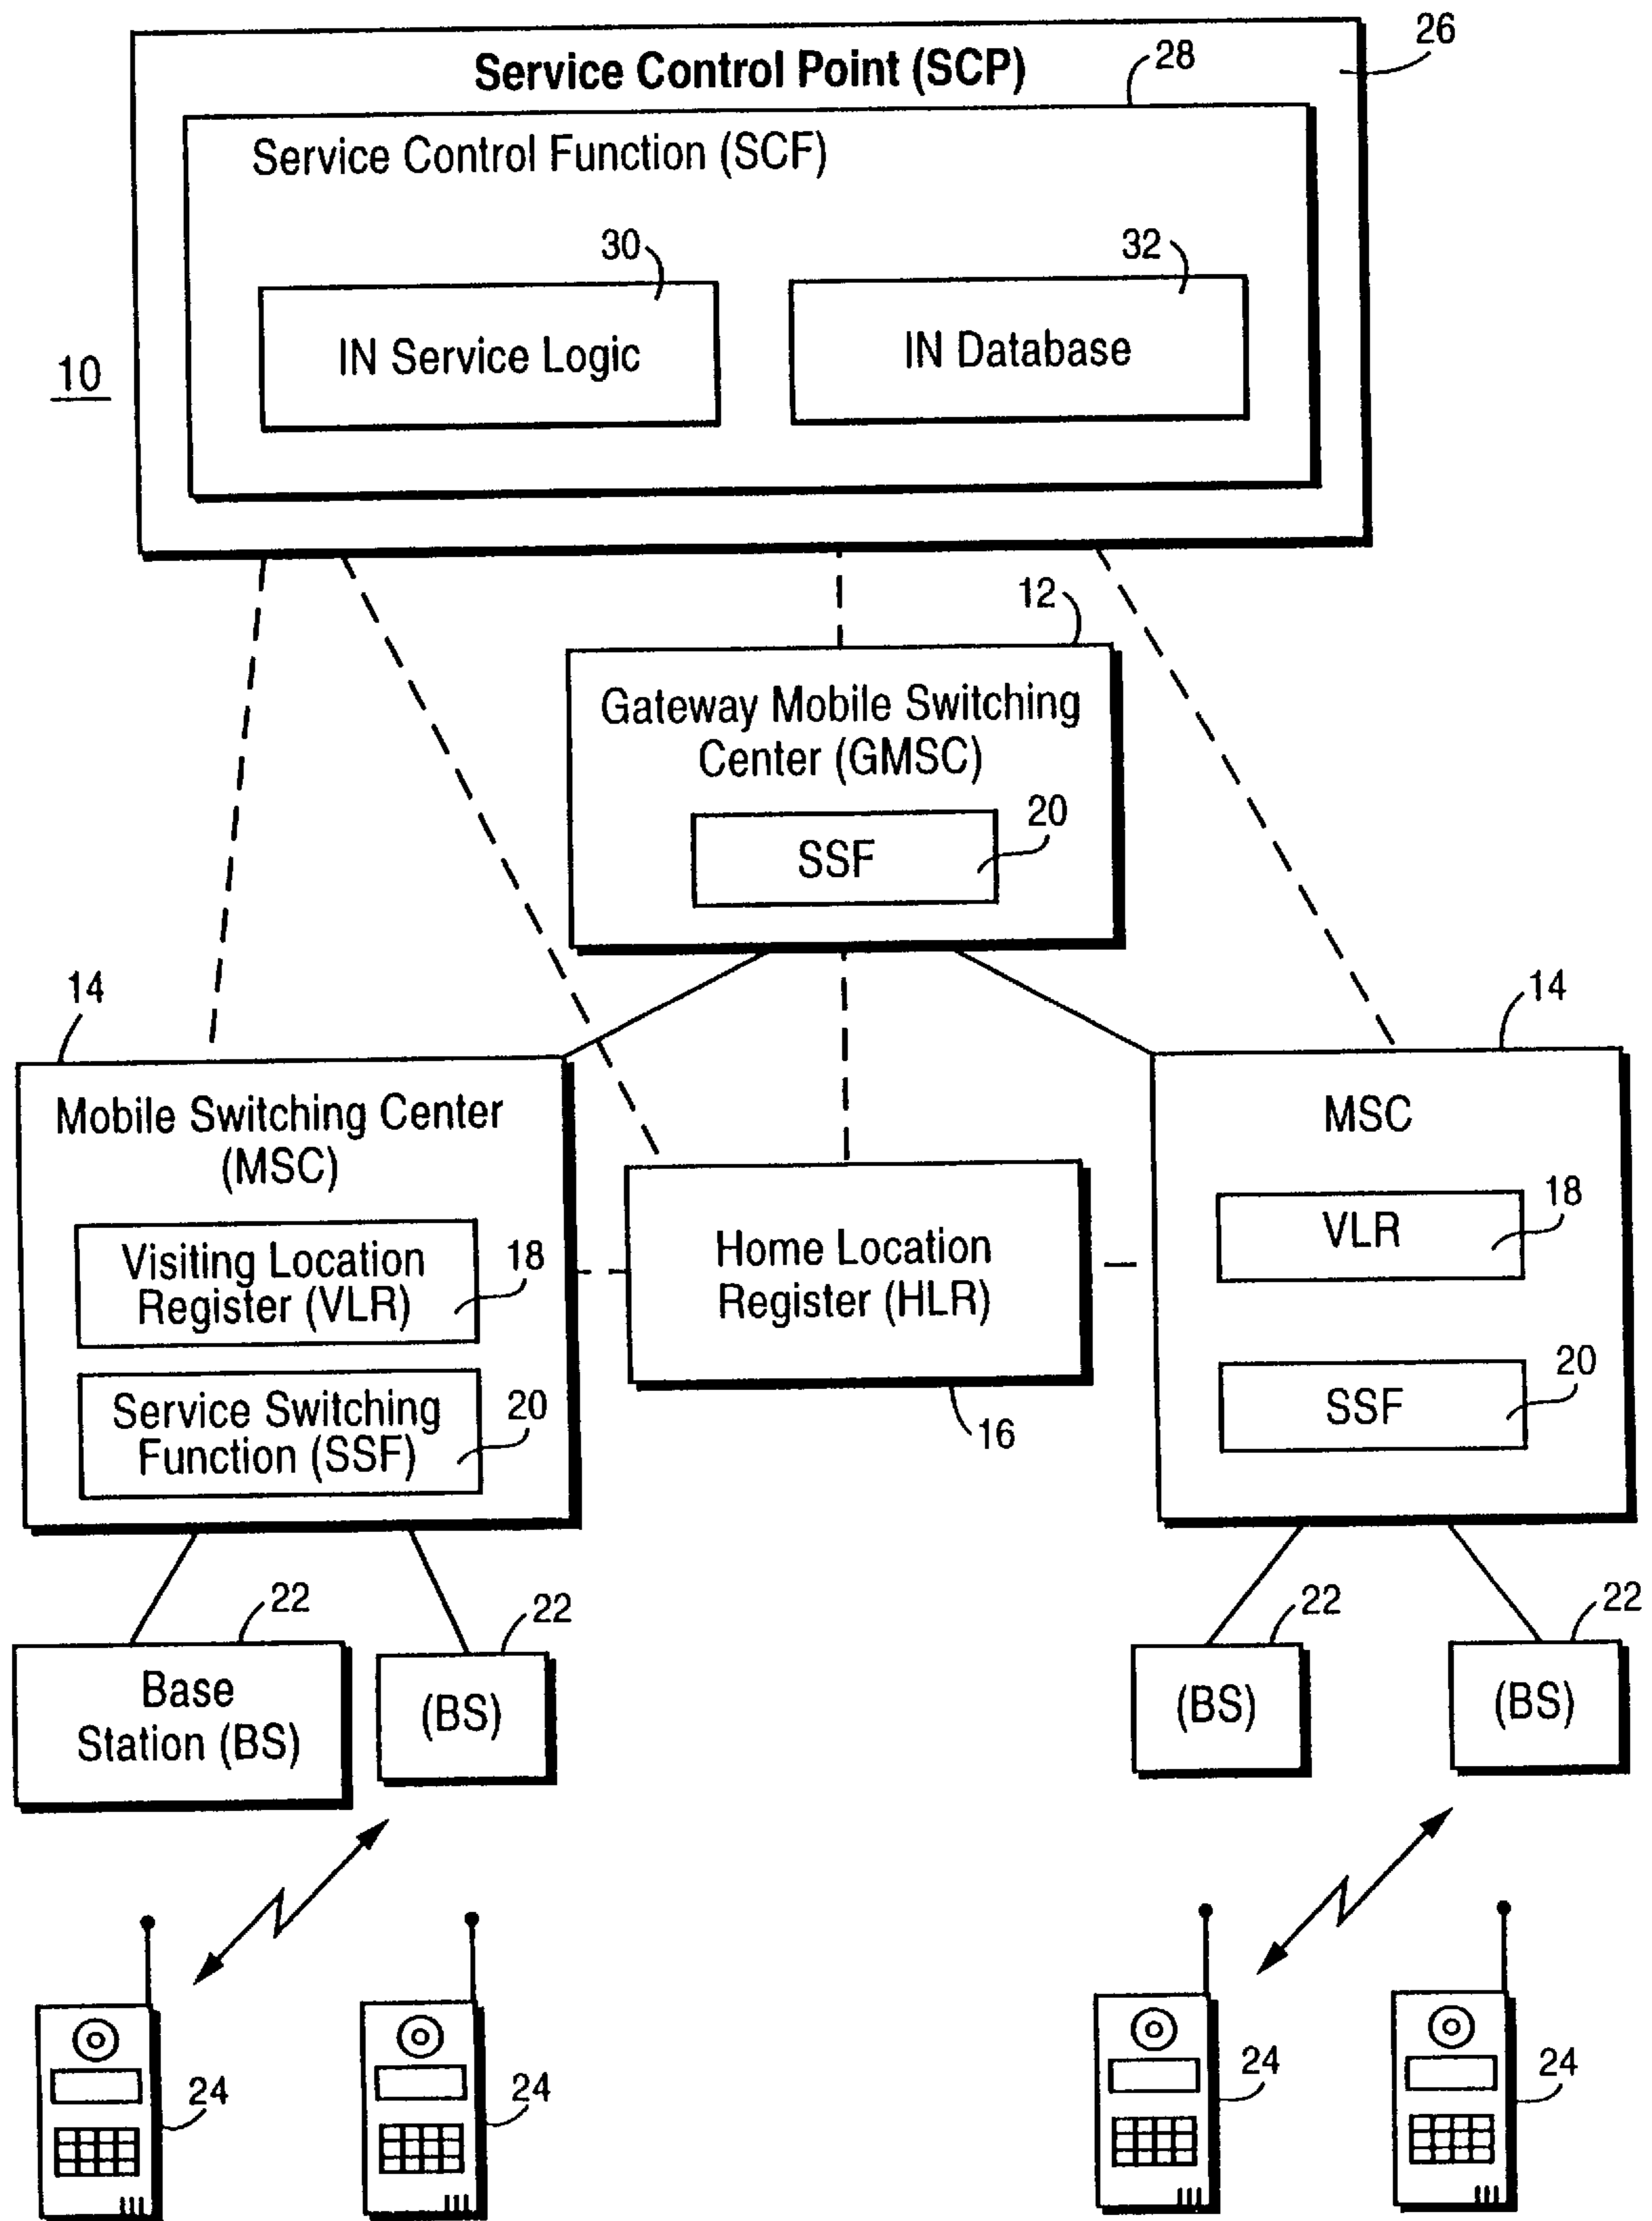 26
Service Control Point (SCP)
28
Service Control Function (SCF)
30
32
IN Service Logic
IN Database
10
12
Gateway Mobile Switching
Center (GMSC)
20
SSF
14
14
Mobile Switching Center
(MSC)
MSC
Visiting Location
Register (VLR)
18
Home Location
Register (HLR)
VLR
18
Service Switching
Function (SSF)
20
16
SSF
20
22
22
22
22
Base
Station (BS)
(BS)
(BS)
(BS)
24
24
24
24